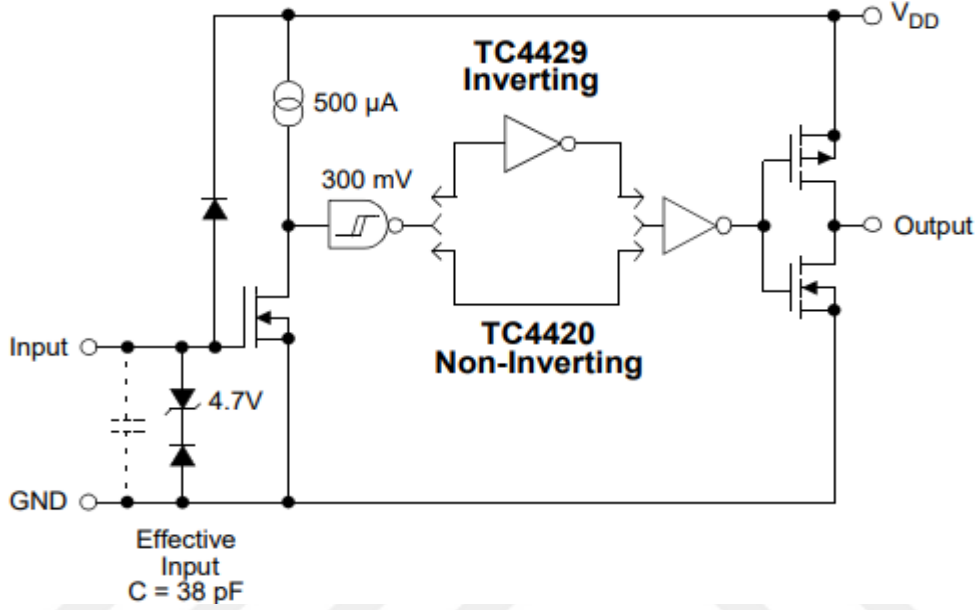 V_DD
TC4429
Inverting
500 µA
300 mV
Output
TC4420
Non-Inverting
Input
4.7V
GND
Effective
Input
C = 38 pF